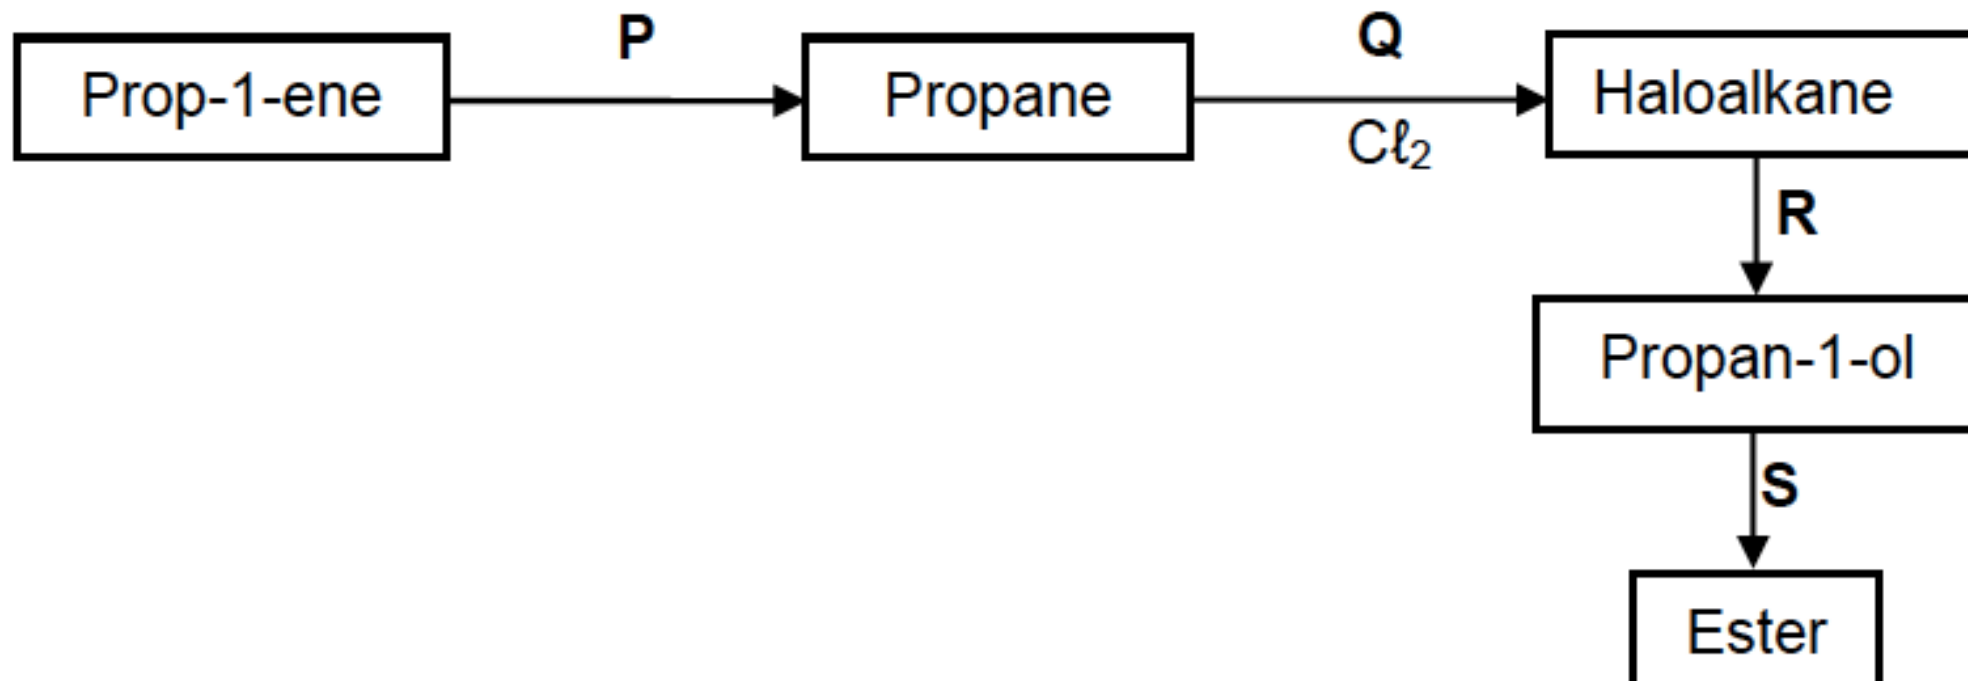 P
Q
Prop-1-ene
Propane
Haloalkane
Cℓ₂
R
Propan-1-ol
S
Ester